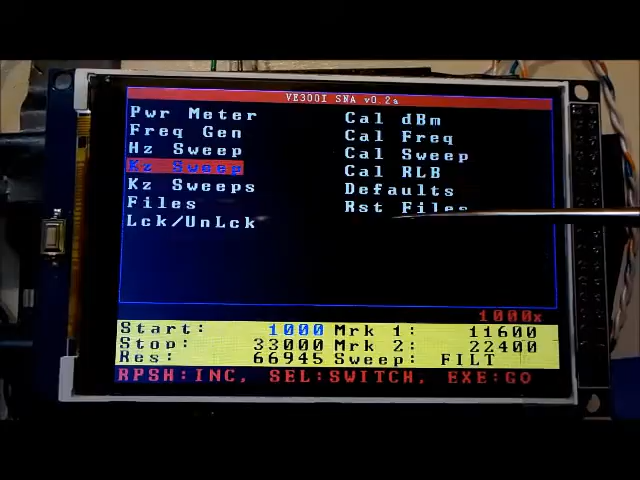 VE3OOI SNA v0.2a
Pwr Meter
Freq Gen
Hz Sweep
Kz Sweep
Kz Sweeps
Files
Lck/UnLck
Cal dBm
Cal Freq
Cal Sweep
Cal RLB
Defaults
Rst Files
1000x
Start: 1000 Mrk 1: 11600
Stop: 33000 Mrk 2: 22400
Res: 66945 Sweep: FILT
RPSH:INC, SEL:SWITCH, EXE:GO